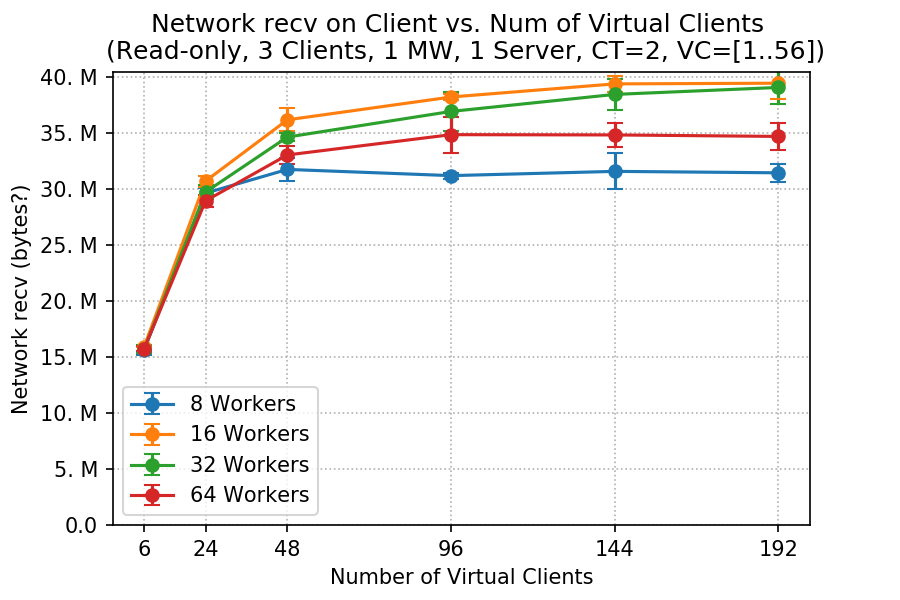 Network recv on Client vs. Num of Virtual Clients
(Read-only, 3 Clients, 1 MW, 1 Server, CT=2, VC=[1..56])
40. M
35. M
30. M
25. M
20. M
15. M
10. M
5. M
0.0
Network recv (bytes?)
8 Workers
16 Workers
32 Workers
64 Workers
6 24 48 96 144 192
Number of Virtual Clients